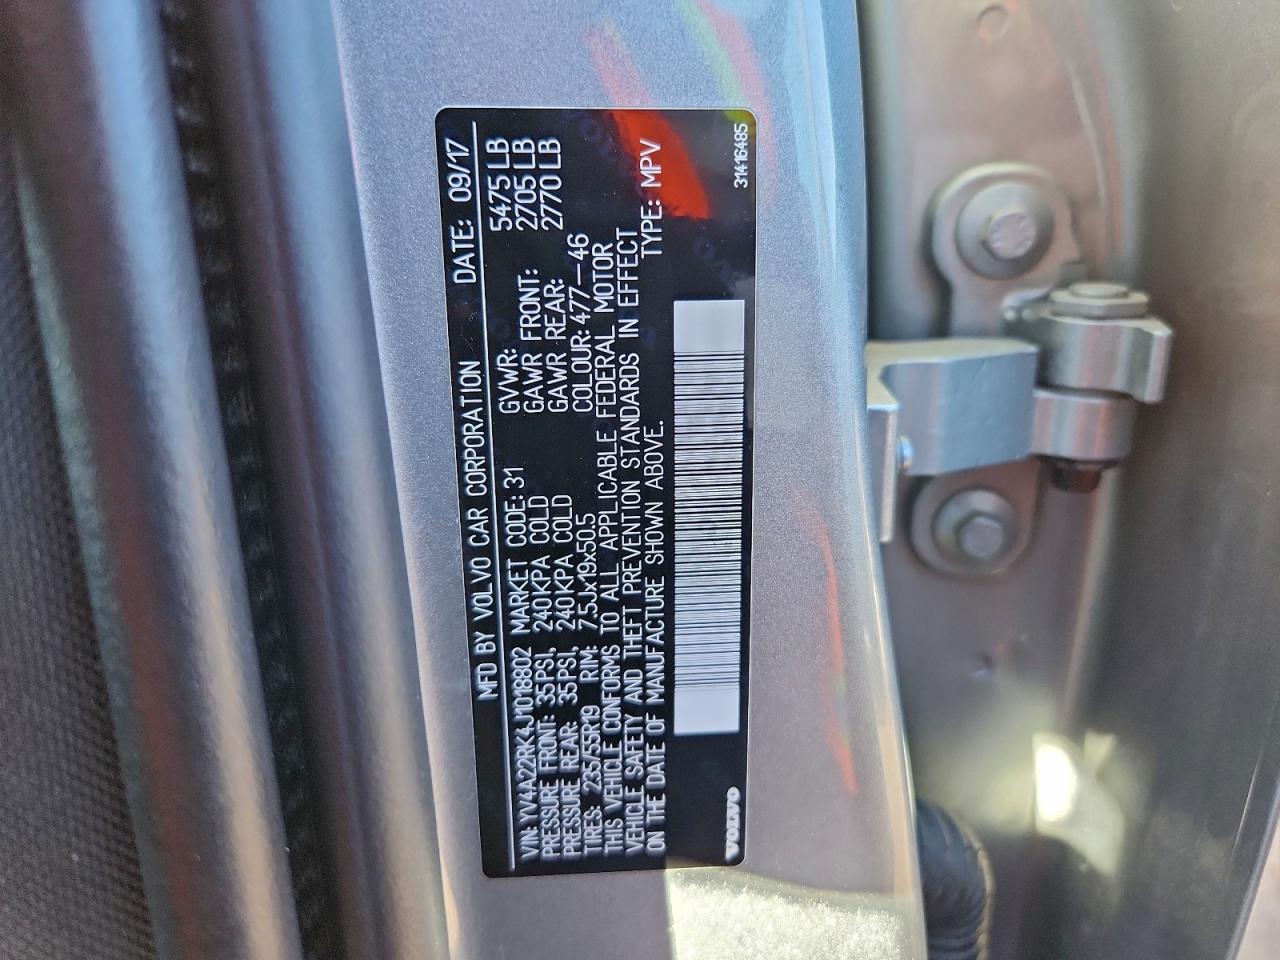 MFD BY VOLVO CAR CORPORATION DATE: 09/17
VIN: YV4A22RK4J1018802 MARKET CODE: 31 GVWR: 5475 LB
PRESSURE FRONT: 35PSI, 240KPA COLD GAWR FRONT: 2705 LB
PRESSURE REAR: 35PSI, 240KPA COLD GAWR REAR: 2770 LB
TIRES: 235/55R19 RIM: 7.5Jx19x50.5 COLOUR: 477--46
THIS VEHICLE CONFORMS TO ALL APPLICABLE FEDERAL MOTOR
VEHICLE SAFETY AND THEFT PREVENTION STANDARDS IN EFFECT
ON THE DATE OF MANUFACTURE SHOWN ABOVE. TYPE: MPV
VOLVO 31416485